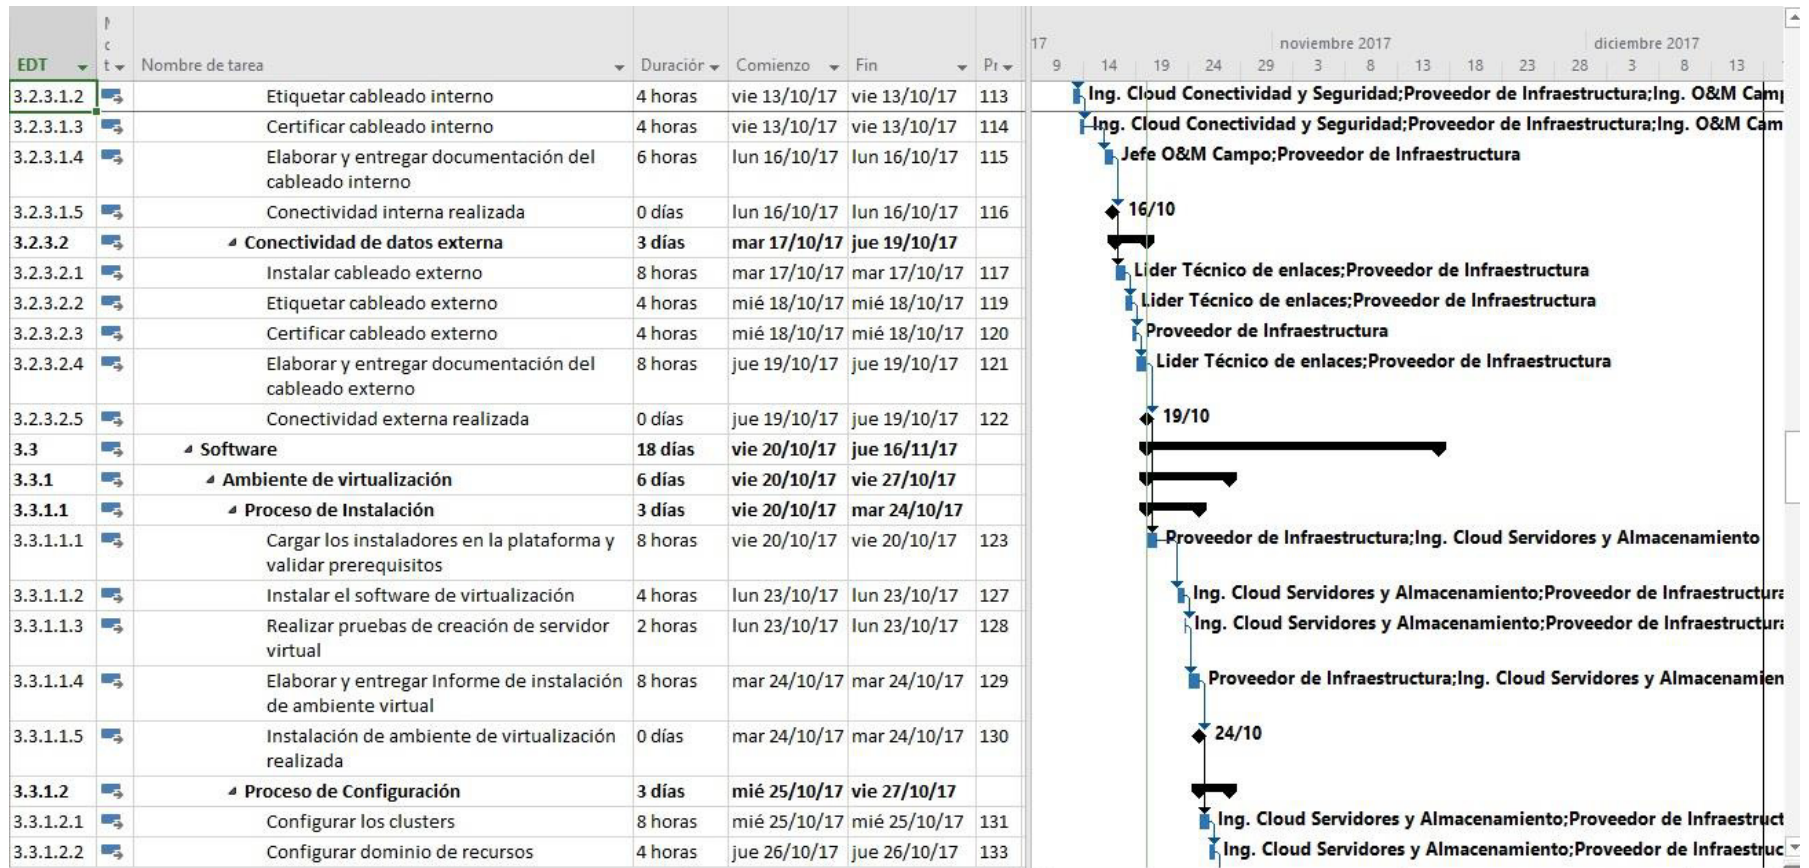 17
noviembre 2017
diciembre 2017
EDT
Nombre de tarea
Duración
Comienzo
Fin
9 14 19 24 29 3 8 13 18 23 28 3 8 13
3.2.3.1.2 Etiquetar cableado interno 4 horas vie 13/10/17 vie 13/10/17 113 Ing. Cloud Conectividad y Seguridad;Proveedor de Infraestructura;Ing. O&M Cam
3.2.3.1.3 Certificar cableado interno 4 horas vie 13/10/17 vie 13/10/17 114 Ing. Cloud Conectividad y Seguridad;Proveedor de Infraestructura;Ing. O&M Cam
3.2.3.1.4 Elaborar y entregar documentación del 6 horas lun 16/10/17 lun 16/10/17 115 Jefe O&M Campo;Proveedor de Infraestructura
cableado interno
3.2.3.1.5 Conectividad interna realizada 0 días lun 16/10/17 lun 16/10/17 116 16/10
3.2.3.2 Conectividad de datos externa 3 días mar 17/10/17 jue 19/10/17
3.2.3.2.1 Instalar cableado externo 8 horas mar 17/10/17 mar 17/10/17 117 Lider Técnico de enlaces;Proveedor de Infraestructura
3.2.3.2.2 Etiquetar cableado externo 4 horas mié 18/10/17 mié 18/10/17 119 Lider Técnico de enlaces;Proveedor de Infraestructura
3.2.3.2.3 Certificar cableado externo 4 horas mié 18/10/17 mié 18/10/17 120 Proveedor de Infraestructura
3.2.3.2.4 Elaborar y entregar documentación del 8 horas jue 19/10/17 jue 19/10/17 121 Lider Técnico de enlaces;Proveedor de Infraestructura
cableado externo
3.2.3.2.5 Conectividad externa realizada 0 días jue 19/10/17 jue 19/10/17 122 19/10
3.3 Software 18 días vie 20/10/17 jue 16/11/17
3.3.1 Ambiente de virtualización 6 días vie 20/10/17 vie 27/10/17
3.3.1.1 Proceso de Instalación 3 días vie 20/10/17 mar 24/10/17
3.3.1.1.1 Cargar los instaladores en la plataforma y 8 horas vie 20/10/17 vie 20/10/17 123 Proveedor de Infraestructura;Ing. Cloud Servidores y Almacenamiento
validar prerequisitos
3.3.1.1.2 Instalar el software de virtualización 4 horas lun 23/10/17 lun 23/10/17 127 Ing. Cloud Servidores y Almacenamiento;Proveedor de Infraestructura
3.3.1.1.3 Realizar pruebas de creación de servidor 2 horas lun 23/10/17 lun 23/10/17 128 Ing. Cloud Servidores y Almacenamiento;Proveedor de Infraestructura
virtual
3.3.1.1.4 Elaborar y entregar Informe de instalación 8 horas mar 24/10/17 mar 24/10/17 129 Proveedor de Infraestructura;Ing. Cloud Servidores y Almacenamien
de ambiente virtual
3.3.1.1.5 Instalación de ambiente de virtualización 0 días mar 24/10/17 mar 24/10/17 130 24/10
realizada
3.3.1.2 Proceso de Configuración 3 días mié 25/10/17 vie 27/10/17
3.3.1.2.1 Configurar los clusters 8 horas mié 25/10/17 mié 25/10/17 131 Ing. Cloud Servidores y Almacenamiento;Proveedor de Infraestruct
3.3.1.2.2 Configurar dominio de recursos 4 horas jue 26/10/17 jue 26/10/17 133 Ing. Cloud Servidores y Almacenamiento;Proveedor de Infraestruc